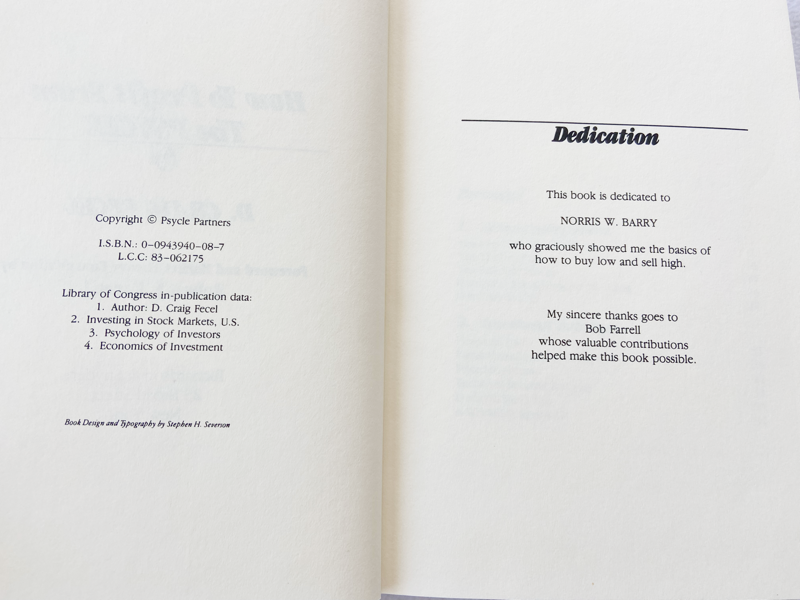 Copyright © Psycle Partners
I.S.B.N.: 0-0943940-08-7
L.C.C: 83-062175
Library of Congress in-publication data:
1. Author: D. Craig Fecel
2. Investing in Stock Markets, U.S.
3. Psychology of Investors
4. Economics of Investment
Book Design and Typography by Stephen H. Severson
Dedication
This book is dedicated to
NORRIS W. BARRY
who graciously showed me the basics of
how to buy low and sell high.
My sincere thanks goes to
Bob Farrell
whose valuable contributions
helped make this book possible.